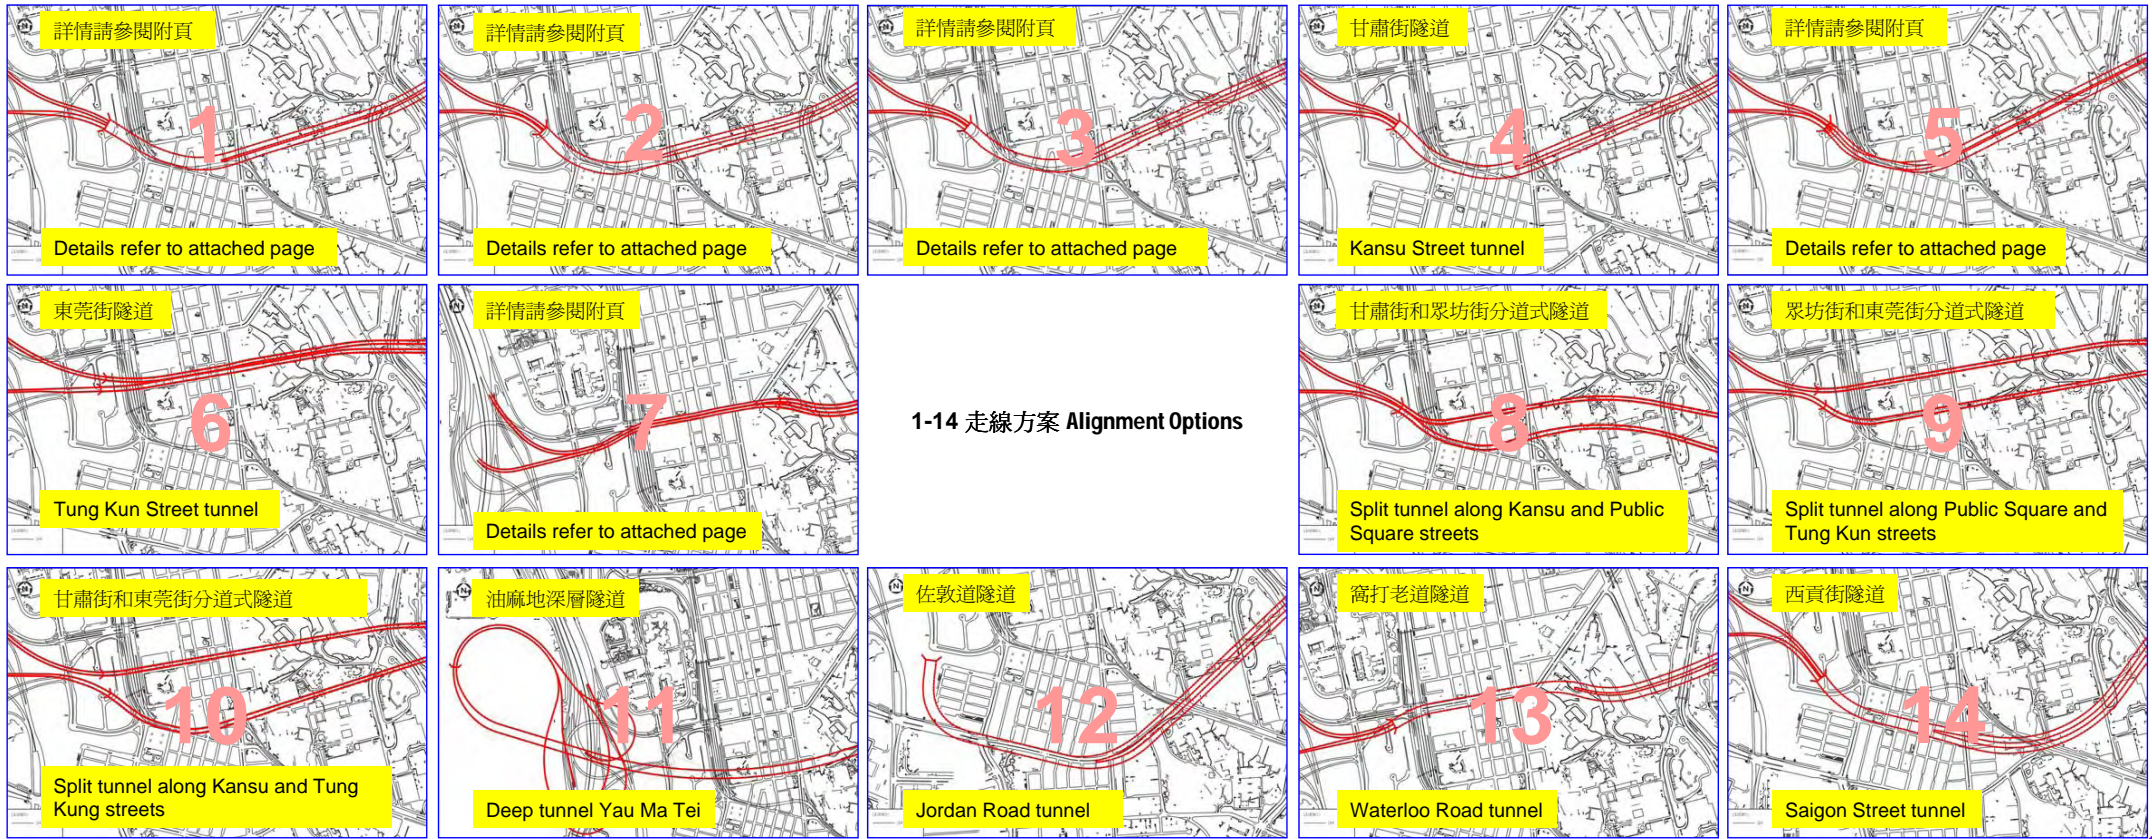 詳情請參閱附頁
1
Details refer to attached page
詳情請參閱附頁
2
Details refer to attached page
詳情請參閱附頁
3
Details refer to attached page
甘肅街隧道
4
Kansu Street tunnel
詳情請參閱附頁
5
Details refer to attached page
東莞街隧道
6
Tung Kun Street tunnel
詳情請參閱附頁
7
Details refer to attached page
1-14 走線方案 Alignment Options
甘肅街和眾坊街分道式隧道
8
Split tunnel along Kansu and Public
Square streets
眾坊街和東莞街分道式隧道
9
Split tunnel along Public Square and
Tung Kun streets
甘肅街和東莞街分道式隧道
10
Split tunnel along Kansu and Tung
Kung streets
油麻地深層隧道
11
Deep tunnel Yau Ma Tei
佐敦道隧道
12
Jordan Road tunnel
窩打老道隧道
13
Waterloo Road tunnel
西貢街隧道
14
Saigon Street tunnel